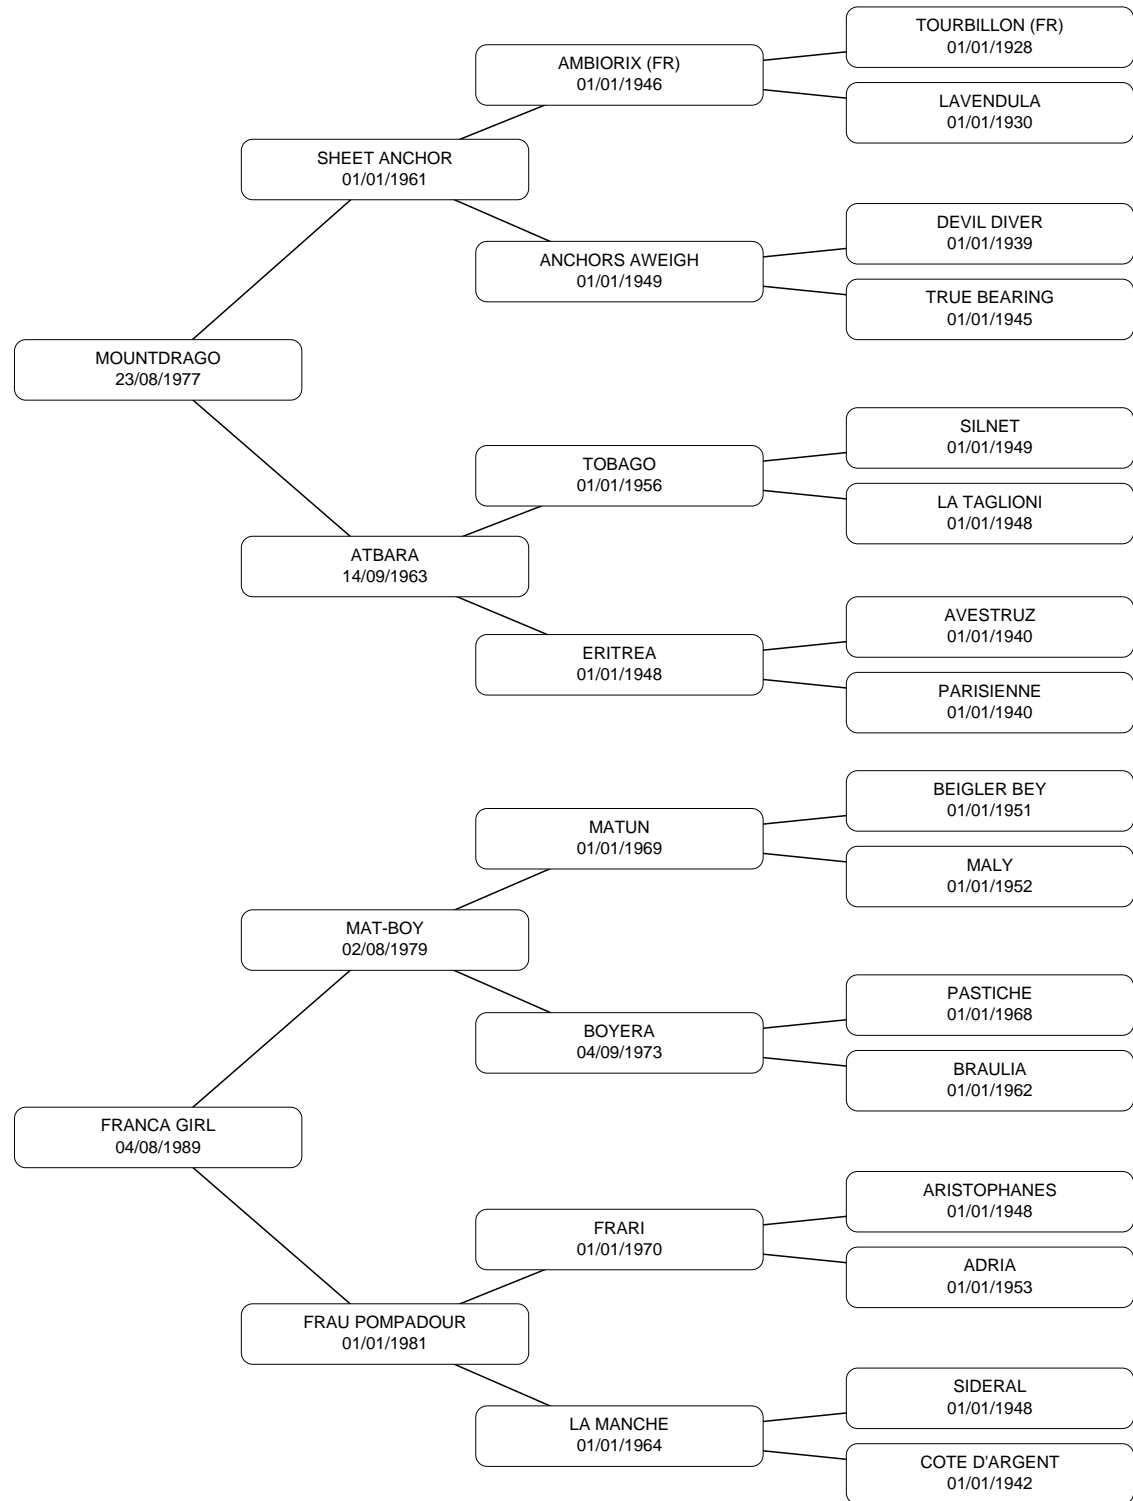 TOURBILLON (FR)
01/01/1928
AMBIORIX (FR)
01/01/1946
LAVENDULA
01/01/1930
SHEET ANCHOR
01/01/1961
DEVIL DIVER
01/01/1939
ANCHORS AWEIGH
01/01/1949
TRUE BEARING
01/01/1945
MOUNTDRAGO
23/08/1977
SILNET
01/01/1949
TOBAGO
01/01/1956
LA TAGLIONI
01/01/1948
ATBARA
14/09/1963
AVESTRUZ
01/01/1940
ERITREA
01/01/1948
PARISIENNE
01/01/1940
BEIGLER BEY
01/01/1951
MATUN
01/01/1969
MALY
01/01/1952
MAT-BOY
02/08/1979
PASTICHE
01/01/1968
BOYERA
04/09/1973
BRAULIA
01/01/1962
FRANCA GIRL
04/08/1989
ARISTOPHANES
01/01/1948
FRARI
01/01/1970
ADRIA
01/01/1953
FRAU POMPADOUR
01/01/1981
SIDERAL
01/01/1948
LA MANCHE
01/01/1964
COTE D'ARGENT
01/01/1942